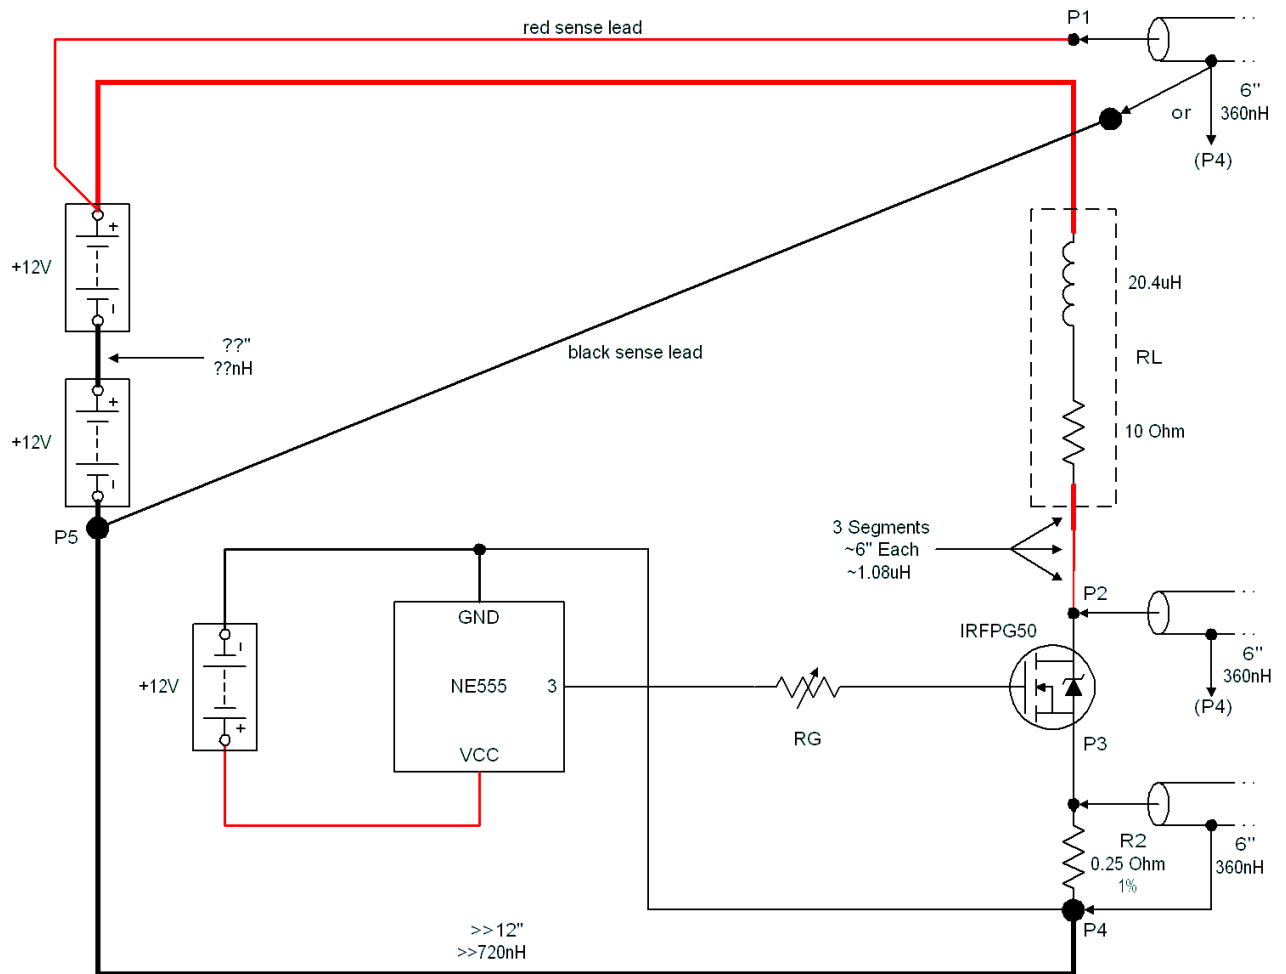 red sense lead
P1
6"
360nH
or
(P4)
+12V
+
-
??"
??nH
+12V
+
-
black sense lead
20.4uH
RL
10 Ohm
P5
3 Segments
~6" Each
~1.08uH
P2
IRFPG50
6"
360nH
(P4)
GND
NE555
3
VCC
+12V
-
+
RG
P3
R2
0.25 Ohm
1%
6"
360nH
P4
>>12"
>>720nH